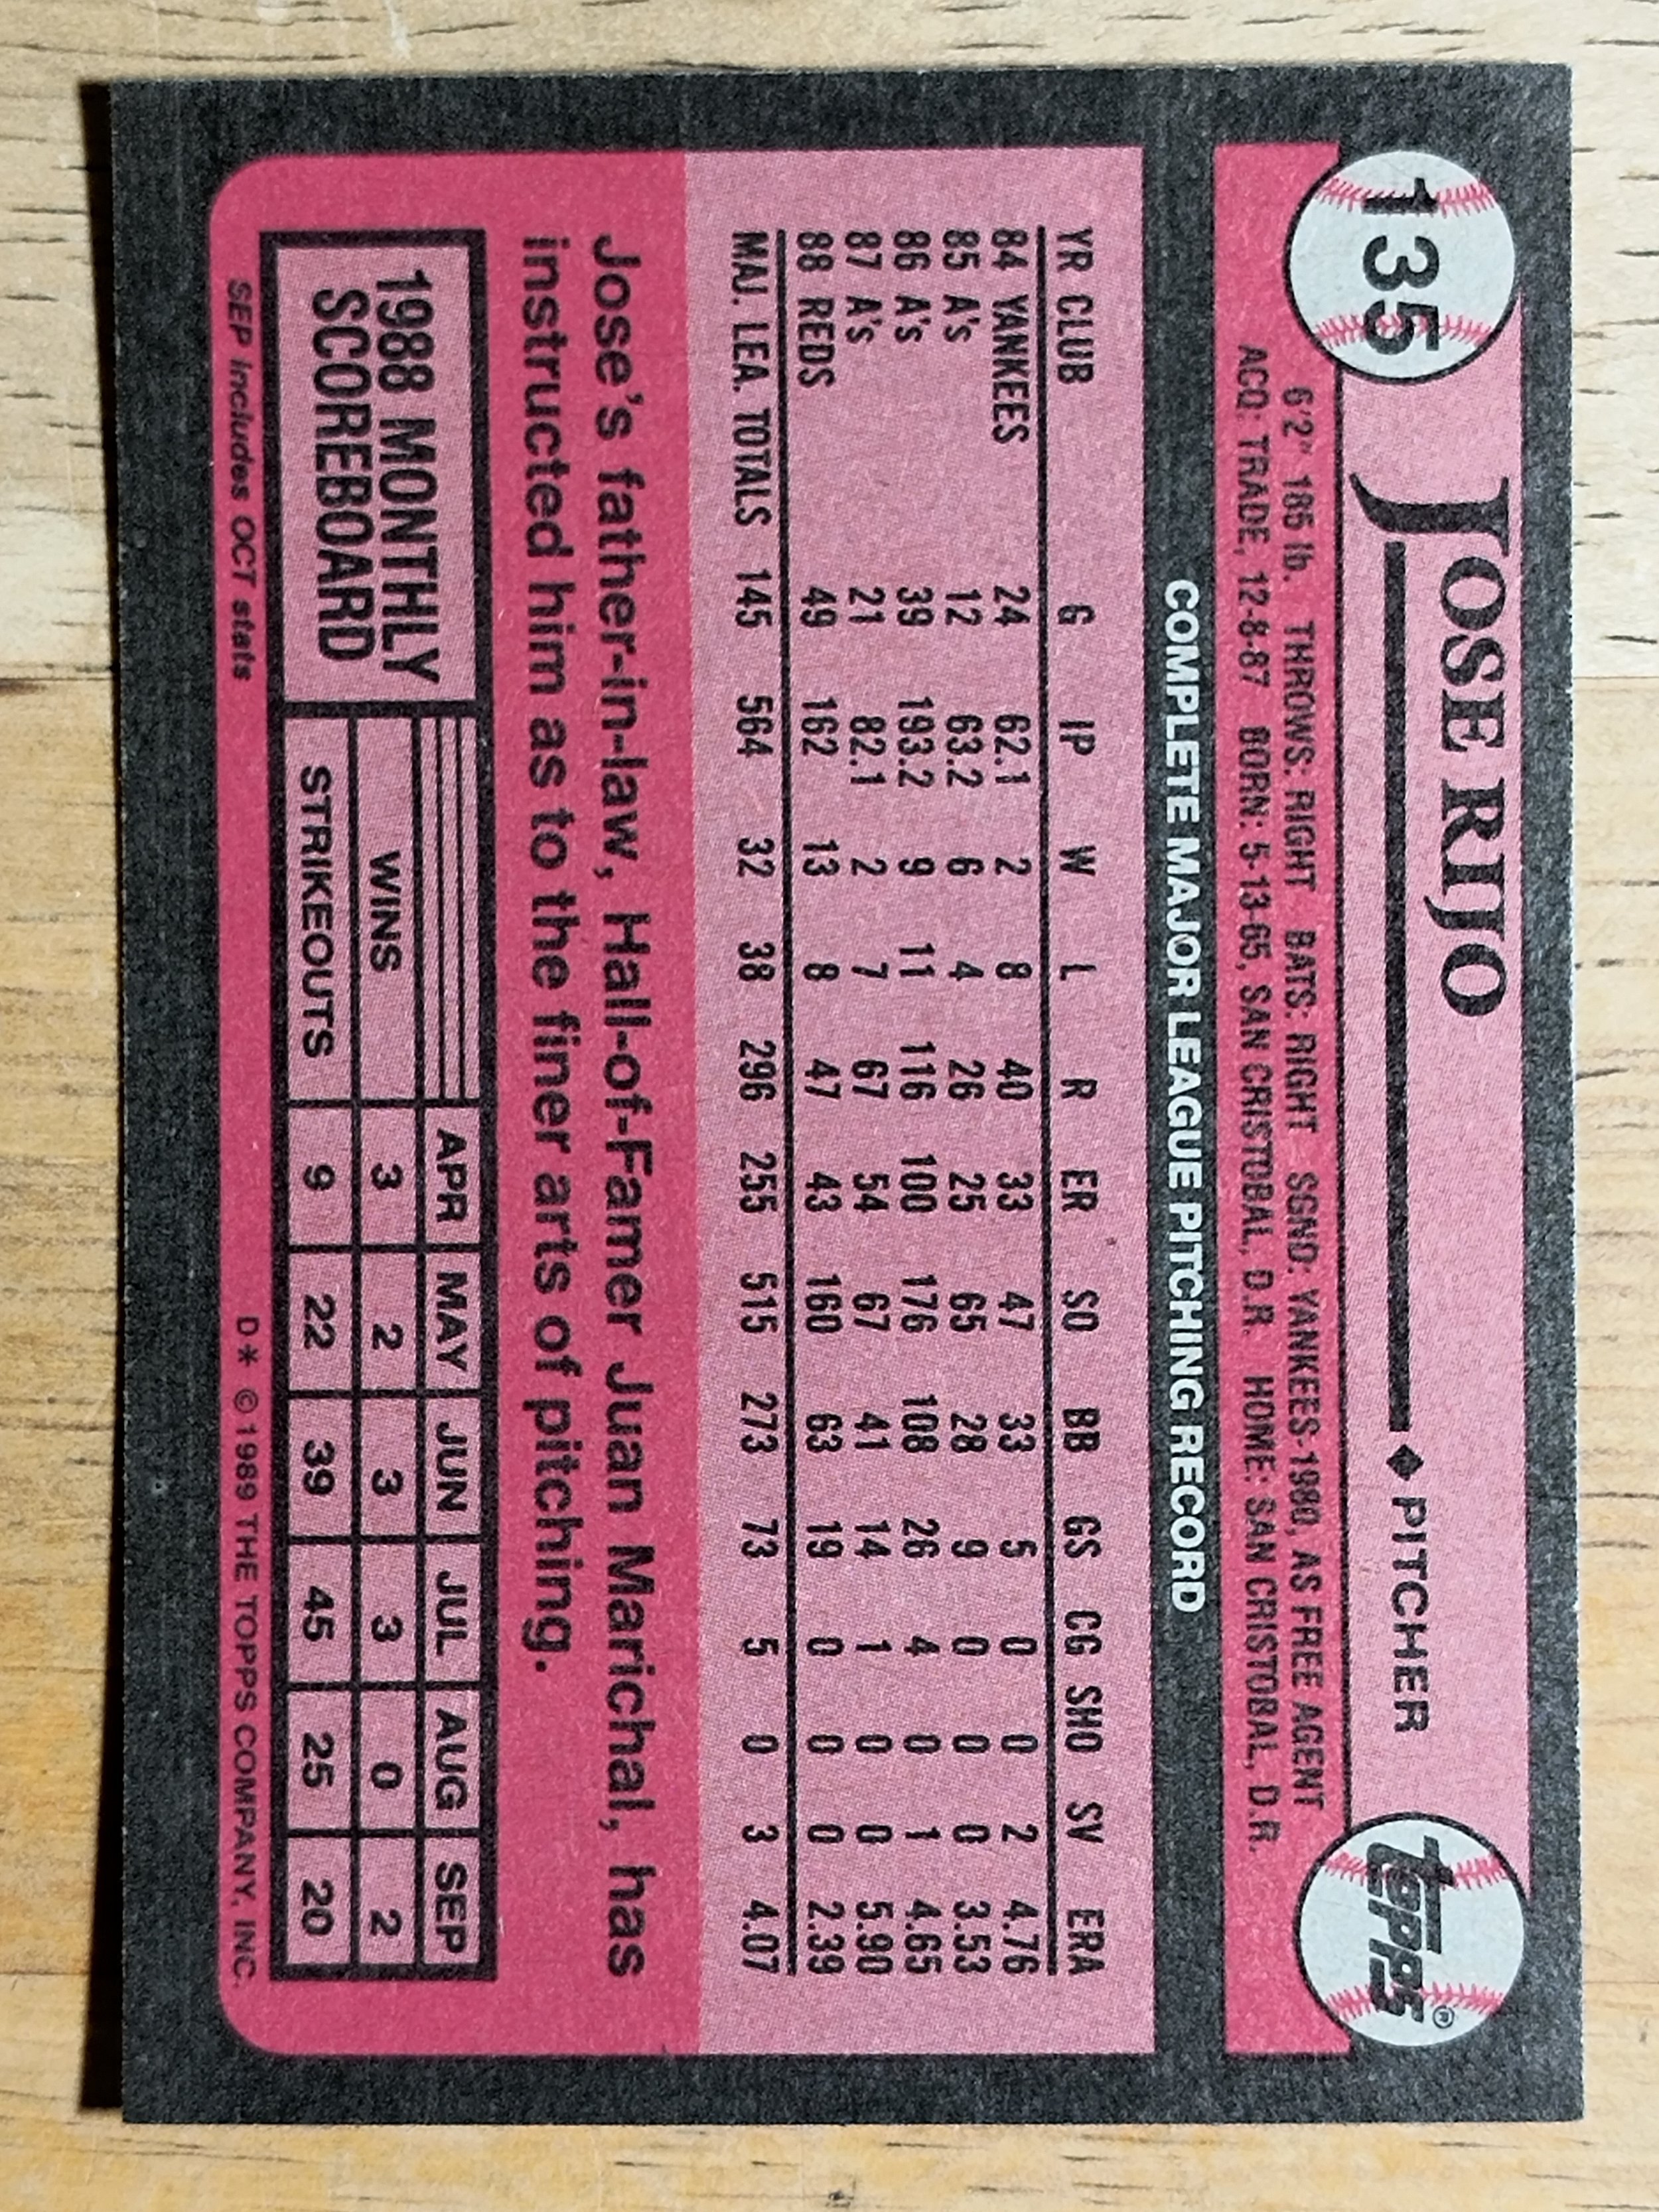 135
JOSE RIJO
◆ PITCHER
topps®
6'2" 185 lb. THROWS: RIGHT BATS: RIGHT SGND: YANKEES-1980, AS FREE AGENT
ACQ: TRADE, 12-8-87 BORN: 5-13-65, SAN CRISTOBAL, D.R. HOME: SAN CRISTOBAL, D.R.
COMPLETE MAJOR LEAGUE PITCHING RECORD
YR CLUB G IP W L R ER SO BB GS CG SHO SV ERA
84 YANKEES 24 62.1 2 8 40 33 47 33 5 0 0 2 4.76
85 A's 12 63.2 6 4 26 25 65 28 9 0 0 0 3.53
86 A's 39 193.2 9 11 116 100 176 108 26 4 0 1 4.65
87 A's 21 82.1 2 7 67 54 67 41 14 1 0 0 5.90
88 REDS 49 162 13 8 47 43 160 63 19 0 0 0 2.39
MAJ. LEA. TOTALS 145 564 32 38 296 255 515 273 73 5 0 3 4.07
Jose's father-in-law, Hall-of-Famer Juan Marichal, has
instructed him as to the finer arts of pitching.
1988 MONTHLY
SCOREBOARD
APR MAY JUN JUL AUG SEP
WINS 3 2 3 3 0 2
STRIKEOUTS 9 22 39 45 25 20
SEP includes OCT stats
D* © 1989 THE TOPPS COMPANY, INC.